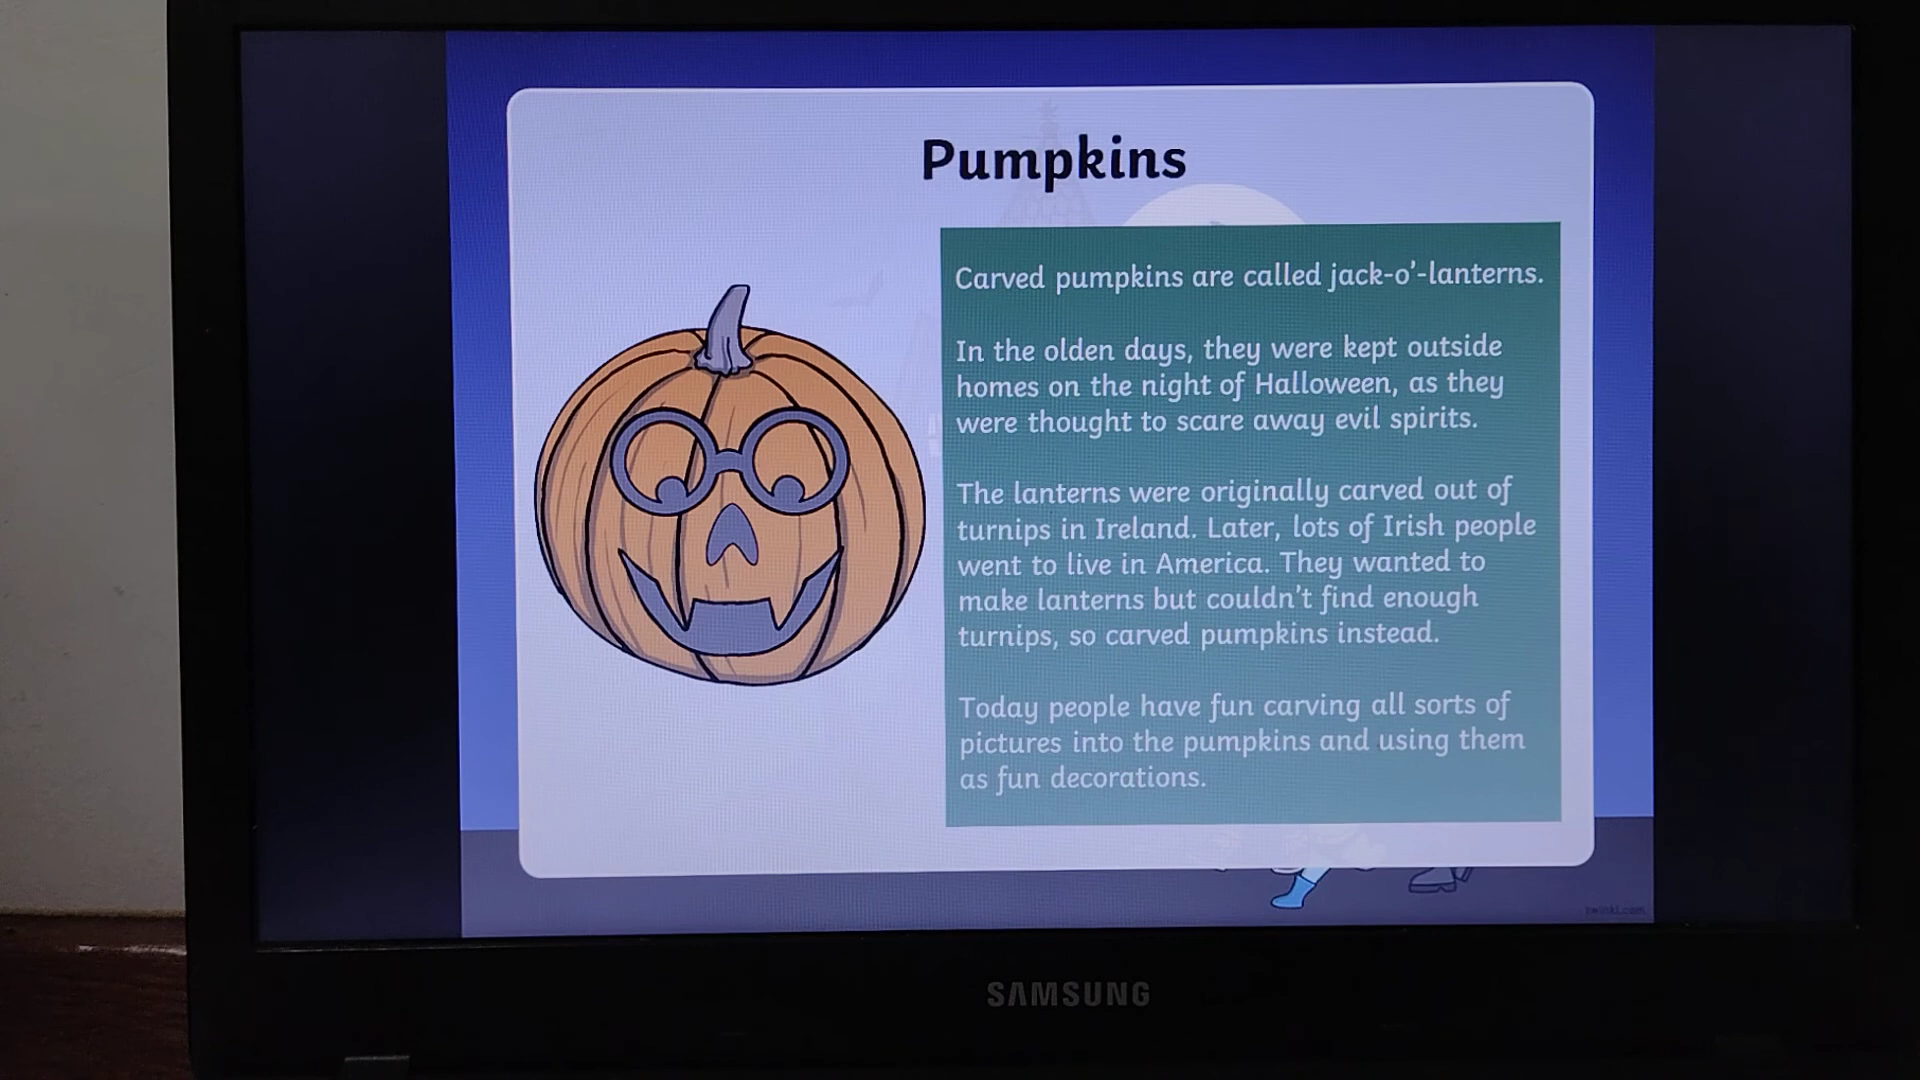 Pumpkins
Carved pumpkins are called jack-o'-lanterns.
In the olden days, they were kept outside
homes on the night of Halloween, as they
were thought to scare away evil spirits.
The lanterns were originally carved out of
turnips in Ireland. Later, lots of Irish people
went to live in America. They wanted to
make lanterns but couldn't find enough
turnips, so carved pumpkins instead.
Today people have fun carving all sorts of
pictures into the pumpkins and using them
as fun decorations.
SAMSUNG